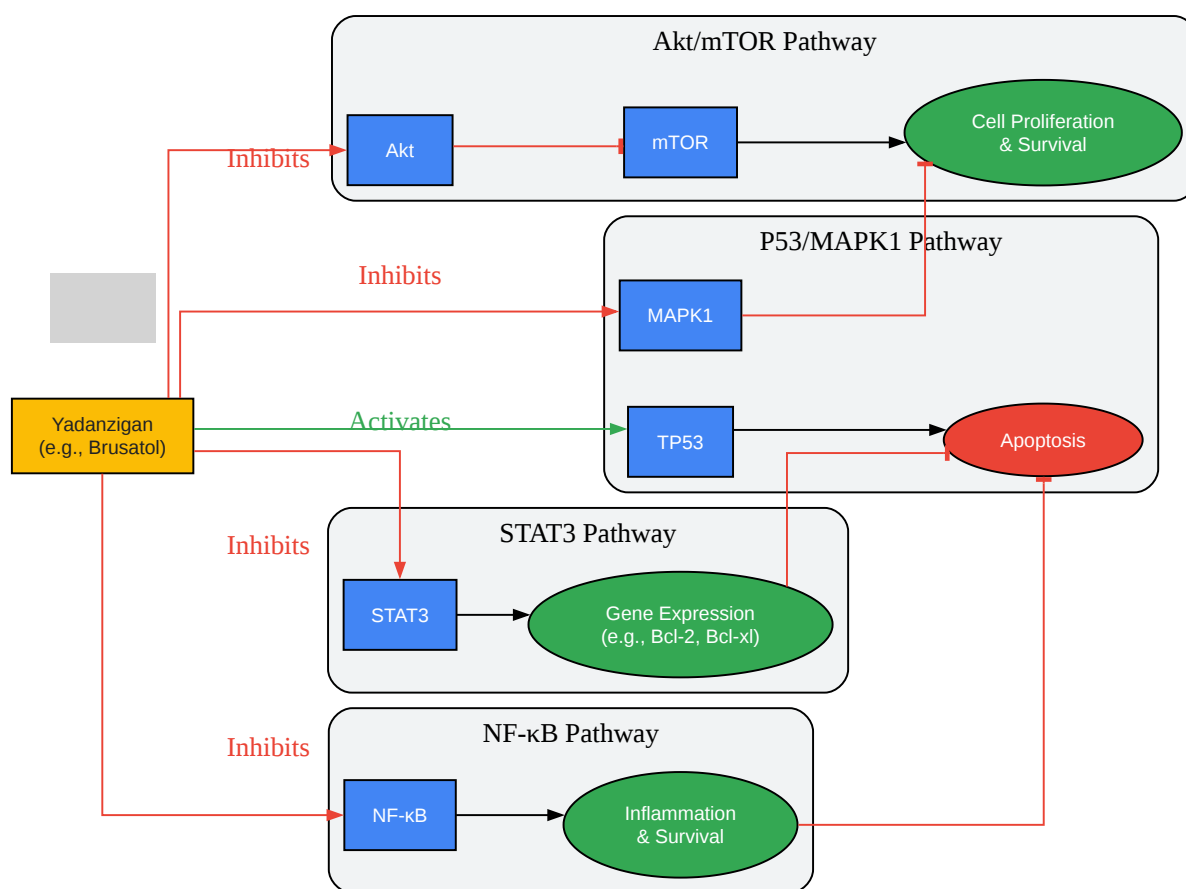 Akt/mTOR Pathway
Akt
mTOR
Cell Proliferation
& Survival
Inhibits
P53/MAPK1 Pathway
Inhibits
MAPK1
Yadanzigan
(e.g., Brusatol)
Activates
TP53
Apoptosis
STAT3 Pathway
Inhibits
STAT3
Gene Expression
(e.g., Bcl-2, Bcl-xl)
NF-κB Pathway
Inhibits
NF-κB
Inflammation
& Survival